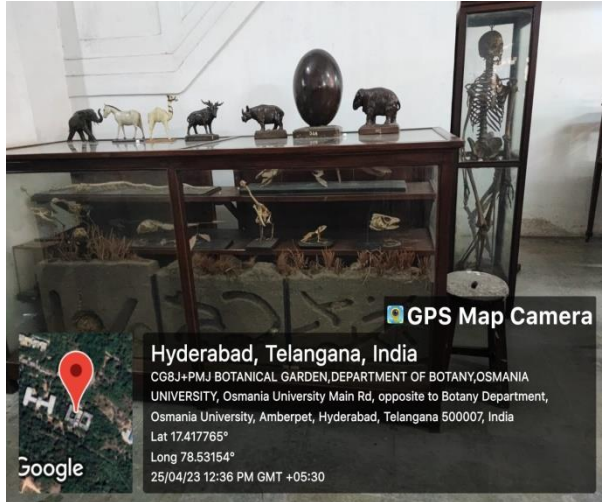 GPS Map Camera
Hyderabad, Telangana, India
CG8J+PMJ BOTANICAL GARDEN,DEPARTMENT OF BOTANY,OSMANIA
UNIVERSITY, Osmania University Main Rd, opposite to Botany Department,
Osmania University, Amberpet, Hyderabad, Telangana 500007, India
Lat 17.417765°
Long 78.53154°
25/04/23 12:36 PM GMT +05:30
Google